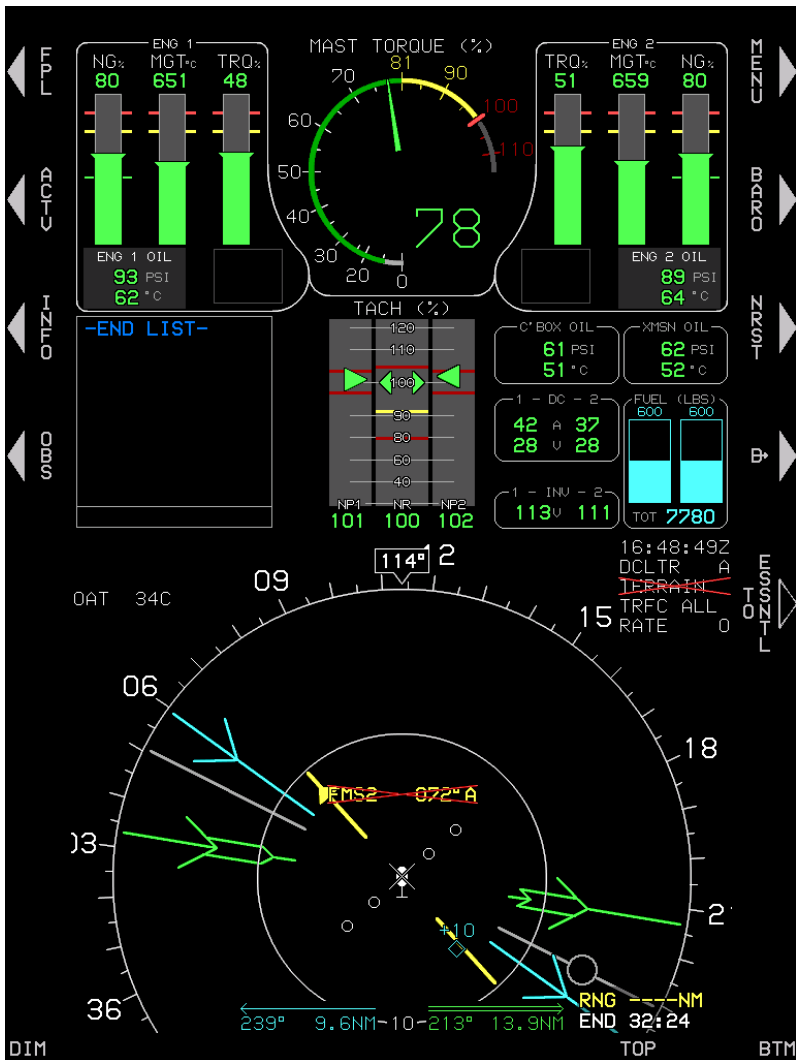 ENG 1
MAST TORQUE (%)
ENG 2
FPL
NG%
MGT°C
TRQ%
80
651
48
TRQ%
MGT°C
NG%
51
659
80
MENU
70
81
90
60
100
50
110
40
78
30
20
0
ACTV
BARO
ENG 1 OIL
93 PSI
62 °C
ENG 2 OIL
89 PSI
64 °C
INFO
NRST
-END LIST-
TACH (%)
120
110
100
90
80
60
40
NP1
NR
NP2
101
100
102
C'BOX OIL
61 PSI
51 °C
XMSN OIL
62 PSI
52 °C
1 - DC - 2
42 A 37
28 V 28
FUEL (LBS)
600
600
TOT 7780
1 - INV - 2
113V 111
OBS
16:48:49Z
DCLTR A
TERRAIN
TRFC ALL
RATE 0
ESSNTL
TO
OAT 34C
114°
12
09
15
06
18
03
21
36
EMS2 072°A
+10
239° 9.6NM
10
213° 13.9NM
RNG ----NM
END 32:24
DIM
TOP
BTM